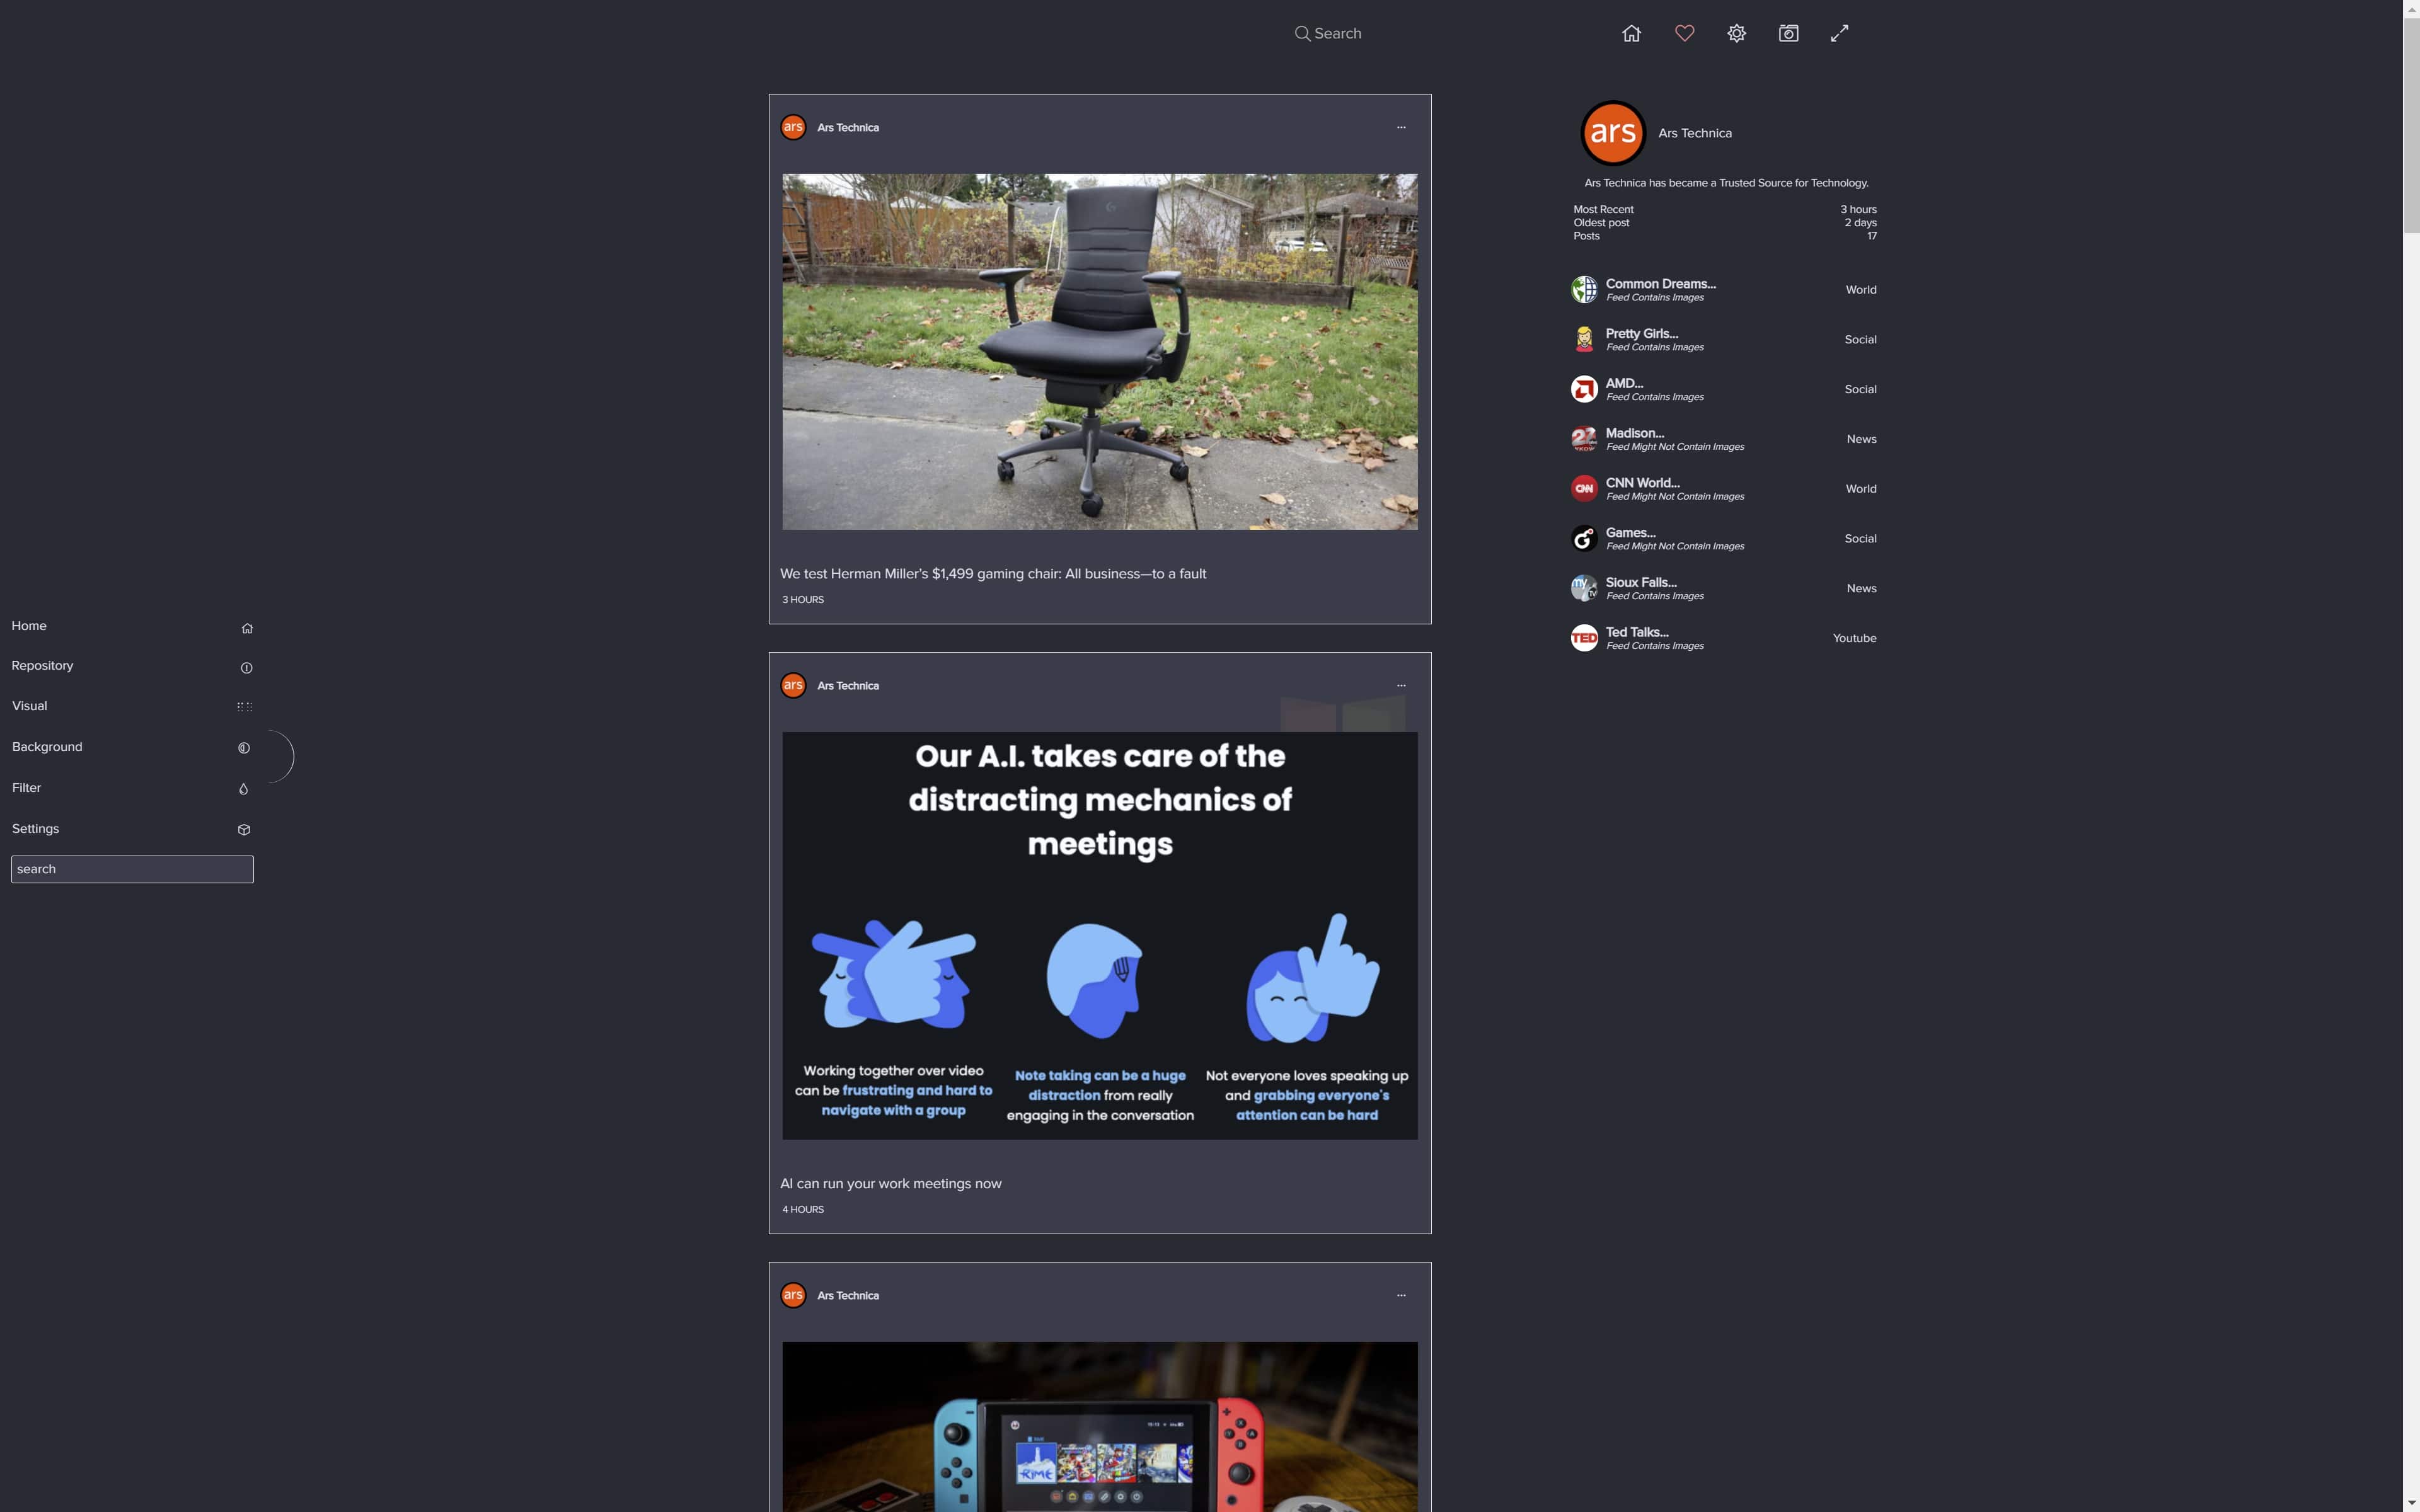 Search
ars
Ars Technica
...
We test Herman Miller's $1,499 gaming chair: All business—to a fault
3 HOURS
ars
Ars Technica
...
Our A.I. takes care of the
distracting mechanics of
meetings
Working together over video
can be frustrating and hard to
navigate with a group
Note taking can be a huge
distraction from really
engaging in the conversation
Not everyone loves speaking up
and grabbing everyone's
attention can be hard
AI can run your work meetings now
4 HOURS
ars
Ars Technica
...
RiME
Home
Repository
Visual
Background
Filter
Settings
search
ars
Ars Technica
Ars Technica has became a Trusted Source for Technology.
Most Recent 3 hours
Oldest post 2 days
Posts 17
Common Dreams... World
Feed Contains Images
Pretty Girls... Social
Feed Contains Images
AMD... Social
Feed Contains Images
Madison... News
Feed Might Not Contain Images
CNN
CNN World... World
Feed Might Not Contain Images
Games... Social
Feed Might Not Contain Images
my
TV
Sioux Falls... News
Feed Contains Images
TED
Ted Talks... Youtube
Feed Contains Images